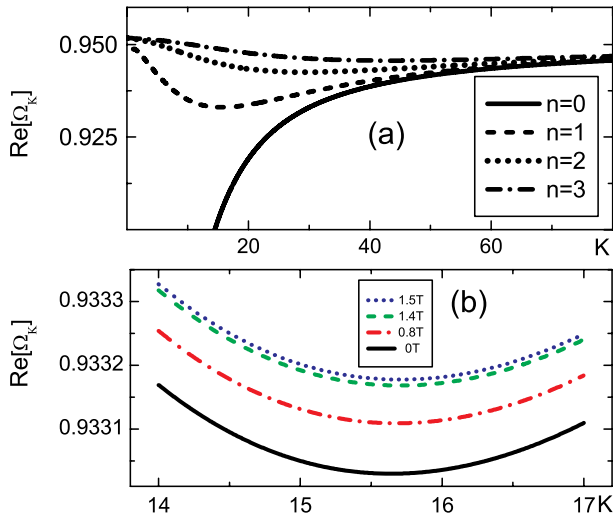 0.950
0.925
Re[Ω_K]
(a)
n=0
n=1
n=2
n=3
20 40 60 K
0.9333
0.9332
0.9331
Re[Ω_K]
(b)
1.5T
1.4T
0.8T
0T
14 15 16 17K